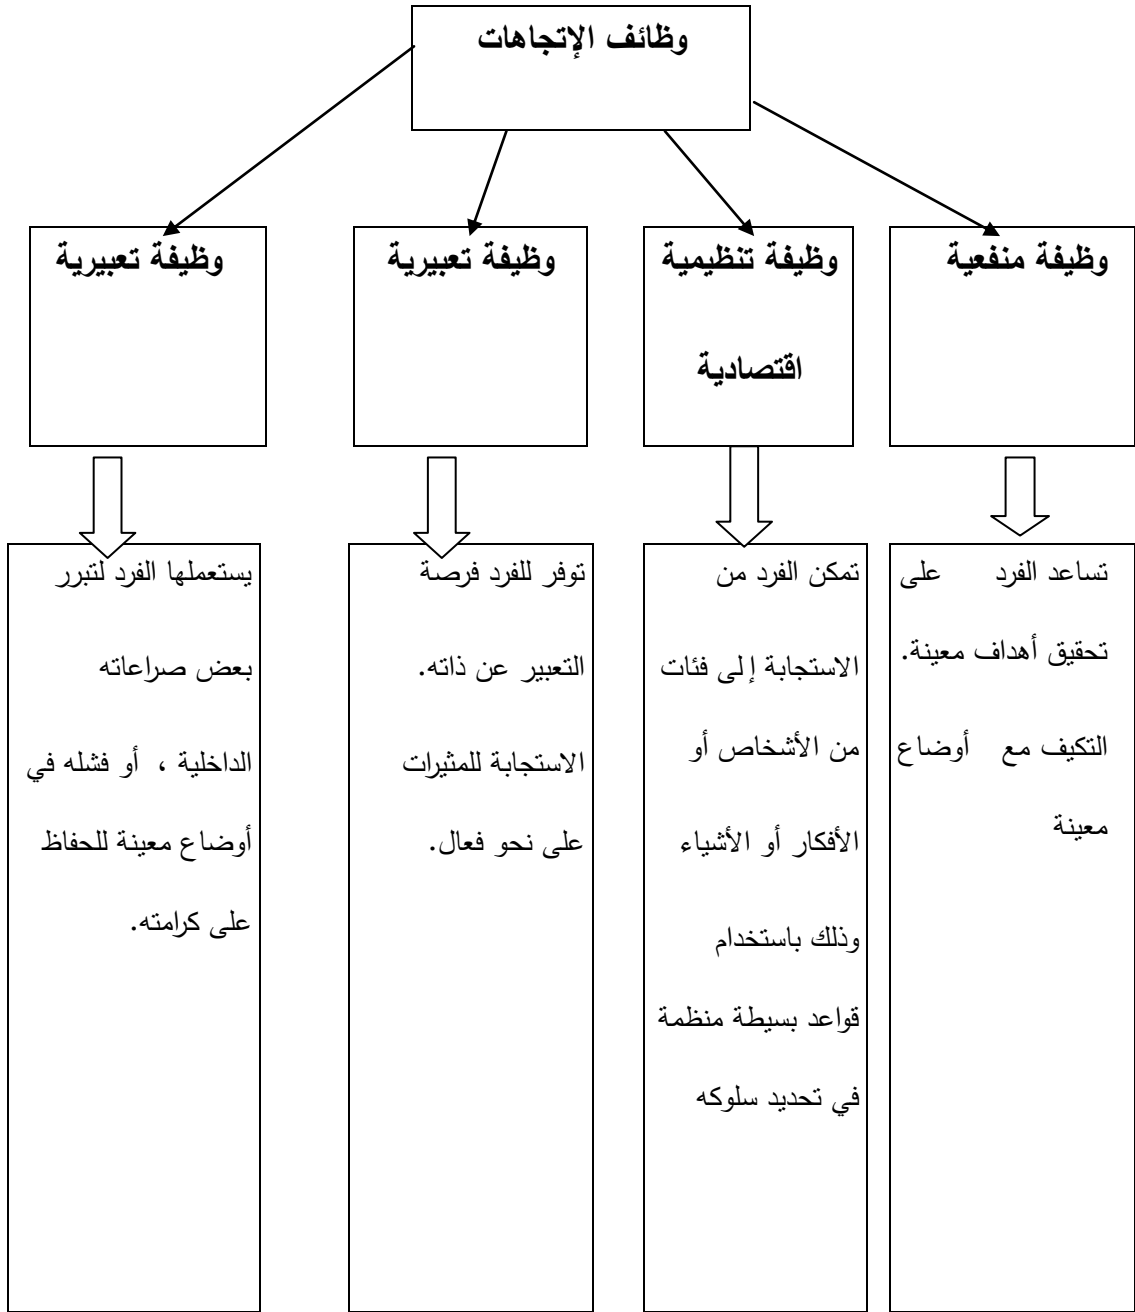 وظائف الإتجاهات
وظيفة منفعية
وظيفة تنظيمية
اقتصادية
وظيفة تعبيرية
وظيفة تعبيرية
تساعد الفرد على
تحقيق أهداف معينة.
التكيف مع أوضاع
معينة
تمكن الفرد من
الاستجابة إلى فئات
من الأشخاص أو
الأفكار أو الأشياء
وذلك باستخدام
قواعد بسيطة منظمة
في تحديد سلوكه
توفر للفرد فرصة
التعبير عن ذاته.
الاستجابة للمثيرات
على نحو فعال.
يستعملها الفرد لتبرر
بعض صراعاته
الداخلية ، أو فشله في
أوضاع معينة للحفاظ
على كرامته.